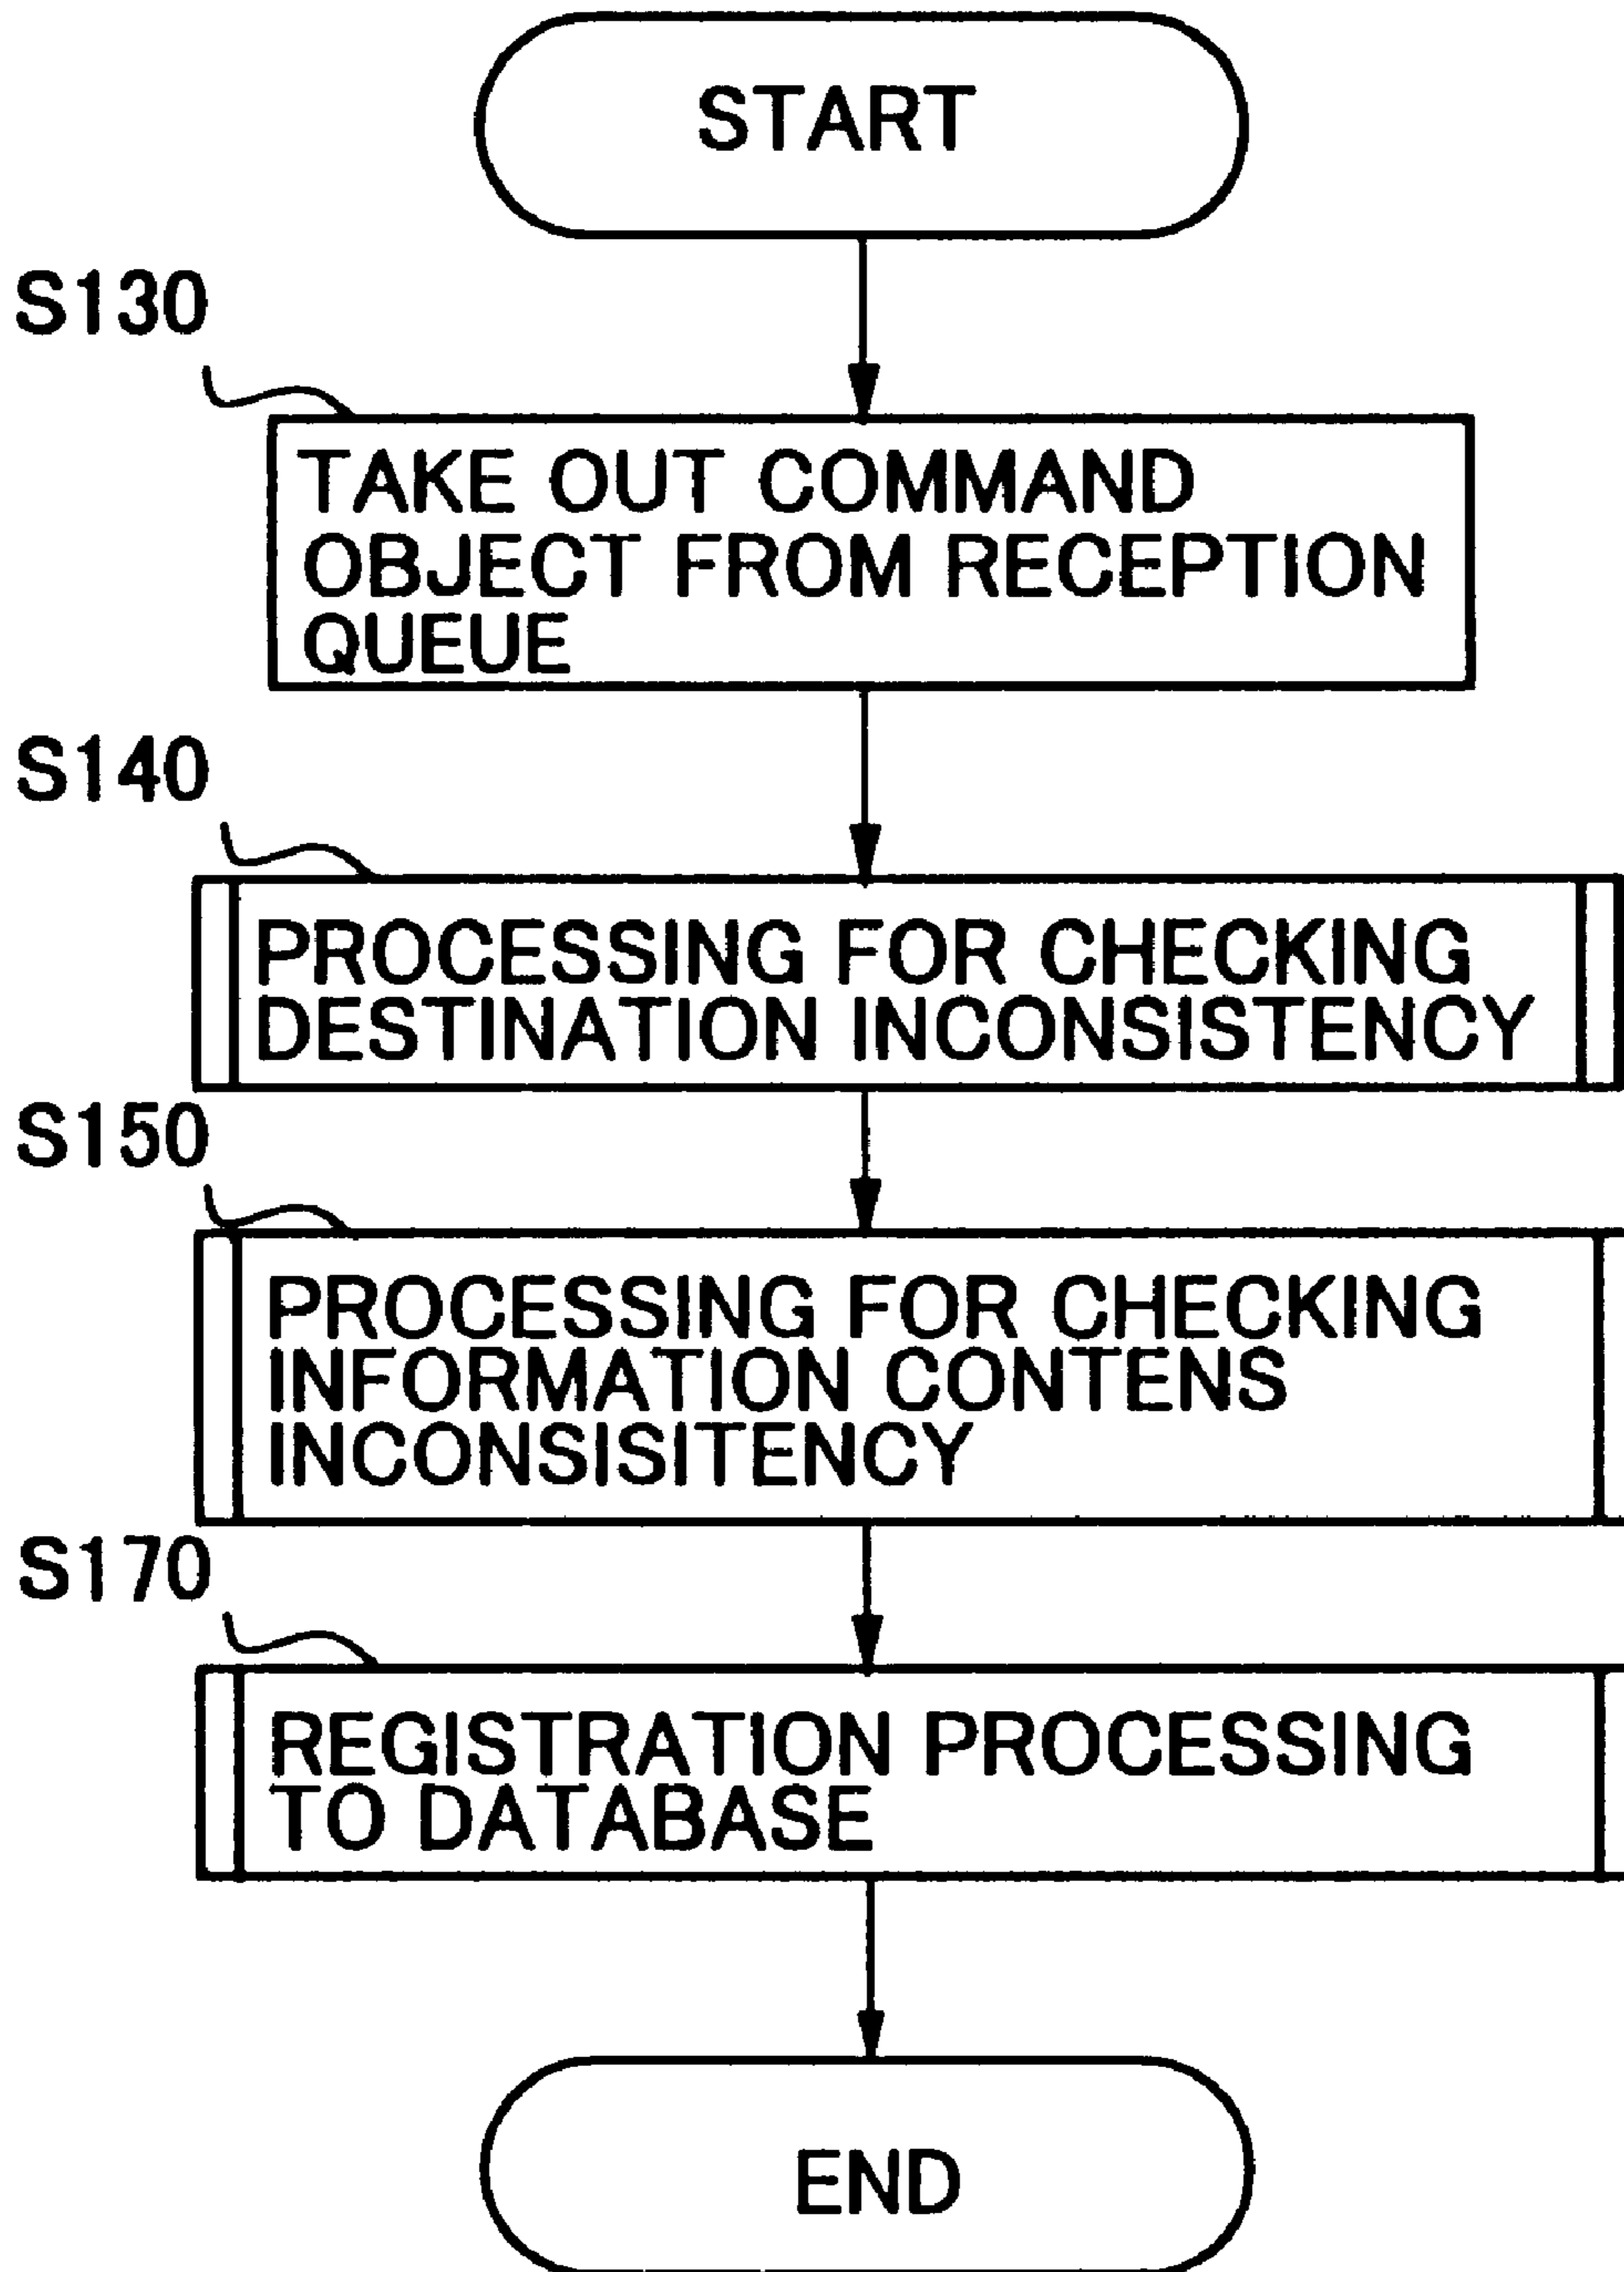 START
S130
TAKE OUT COMMAND
OBJECT FROM RECEPTION
QUEUE
S140
PROCESSING FOR CHECKING
DESTINATION INCONSISTENCY
S150
PROCESSING FOR CHECKING
INFORMATION CONTENS
INCONSISITENCY
S170
REGISTRATION PROCESSING
TO DATABASE
END